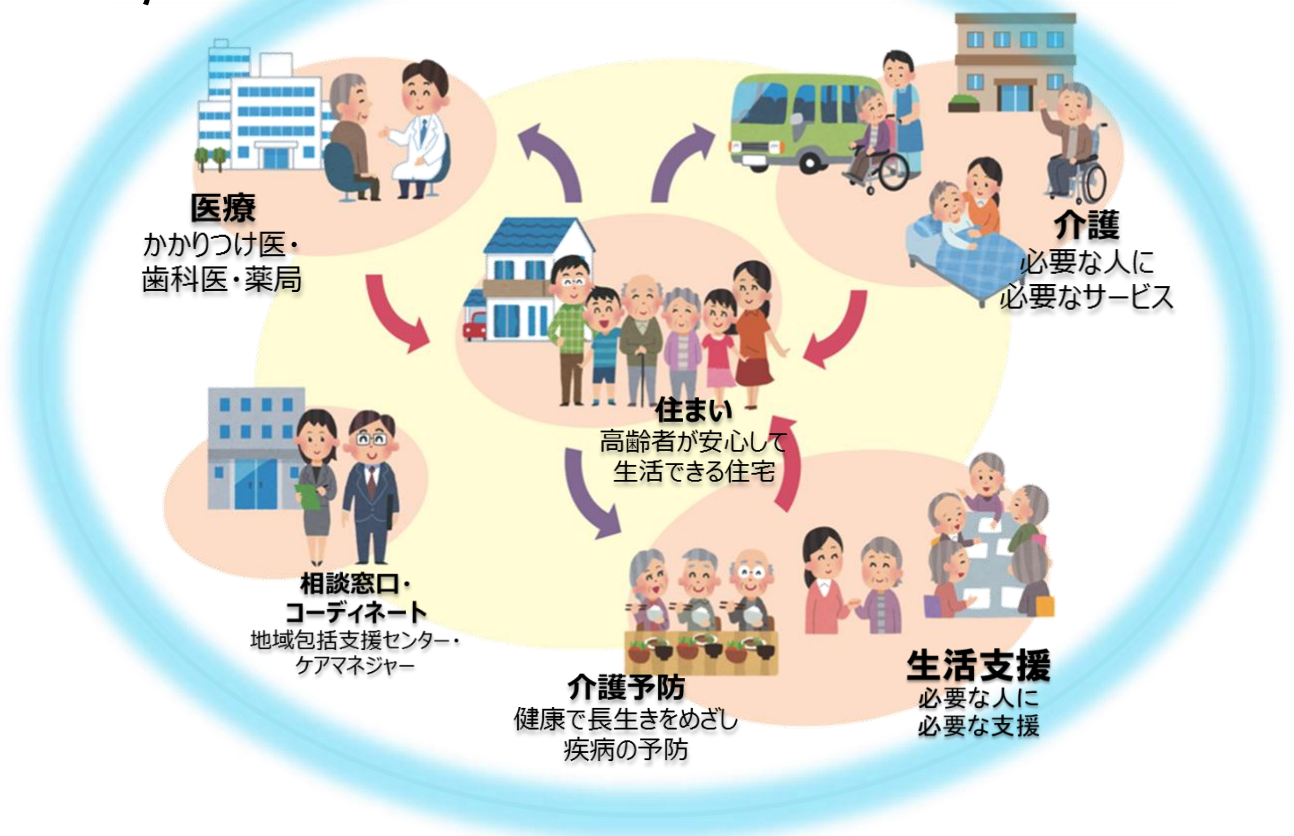 医療
かかりつけ医・
歯科医・薬局
介護
必要な人に
必要なサービス
住まい
高齢者が安心して
生活できる住宅
相談窓口・
コーディネート
地域包括支援センター・
ケアマネジャー
介護予防
健康で長生きをめざし
疾病の予防
生活支援
必要な人に
必要な支援